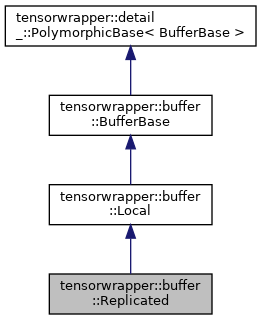 tensorwrapper::detail
_::PolymorphicBase< BufferBase >
tensorwrapper::buffer
::BufferBase
tensorwrapper::buffer
::Local
tensorwrapper::buffer
::Replicated